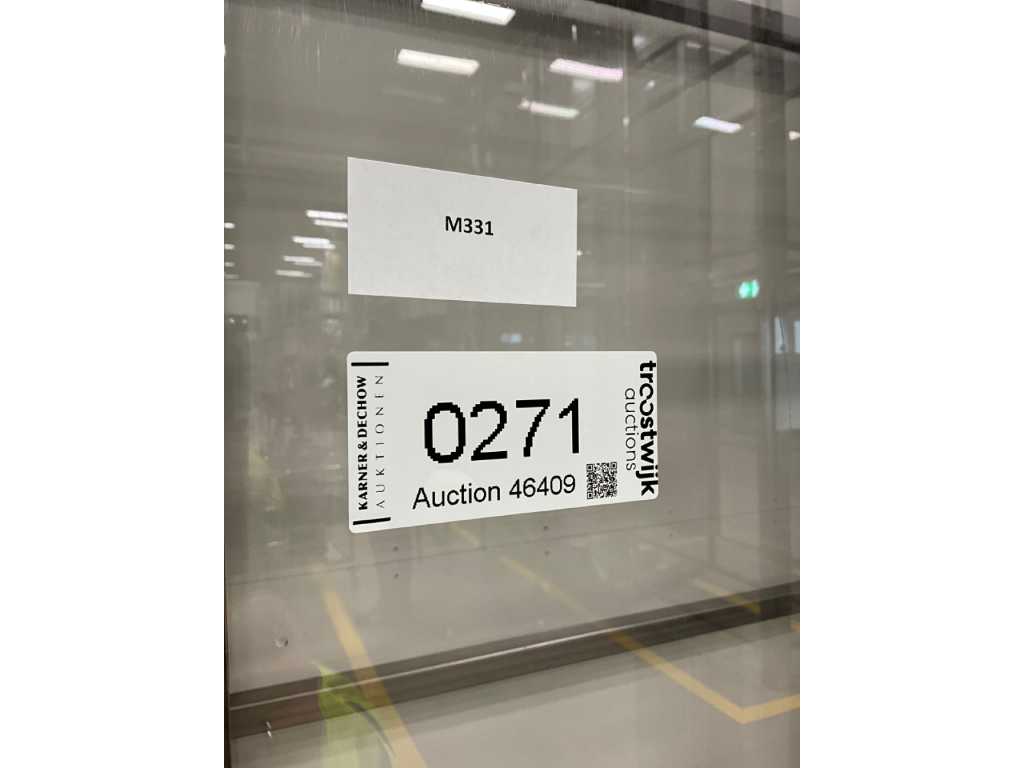 M331
KARNER & DECHOW
AUKTIONEN
0271
Auction 46409
troostwijk
auctions